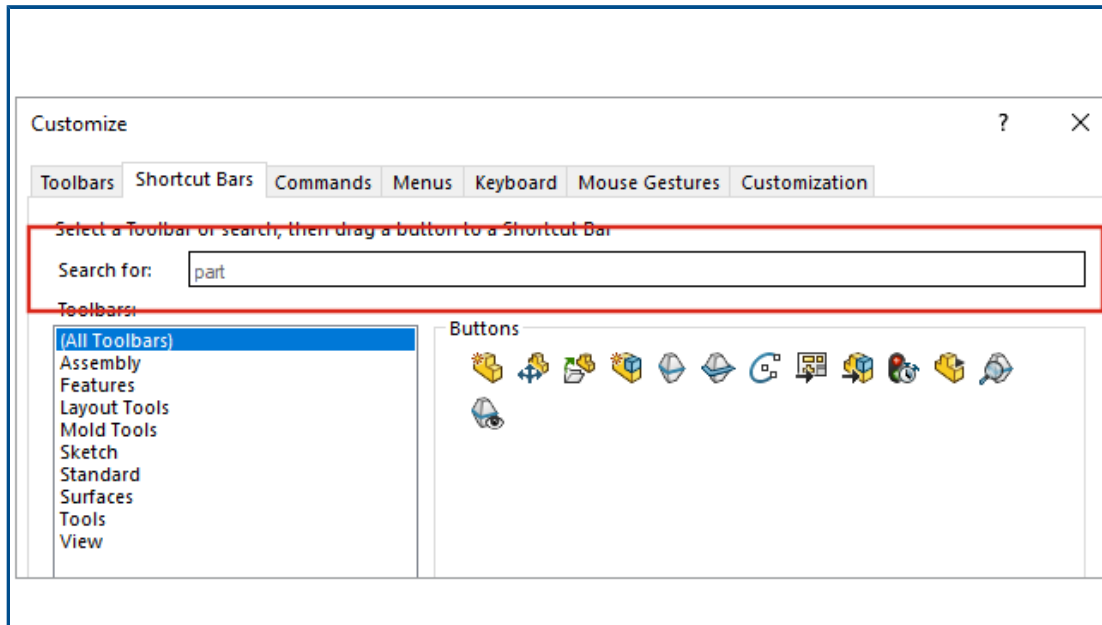 Customize ?
Toolbars Shortcut Bars Commands Menus Keyboard Mouse Gestures Customization
Select a Toolbar or search, then drag a button to a Shortcut Bar
Search for: part
Toolbars:
Buttons
(All Toolbars)
Assembly
Features
Layout Tools
Mold Tools
Sketch
Standard
Surfaces
Tools
View